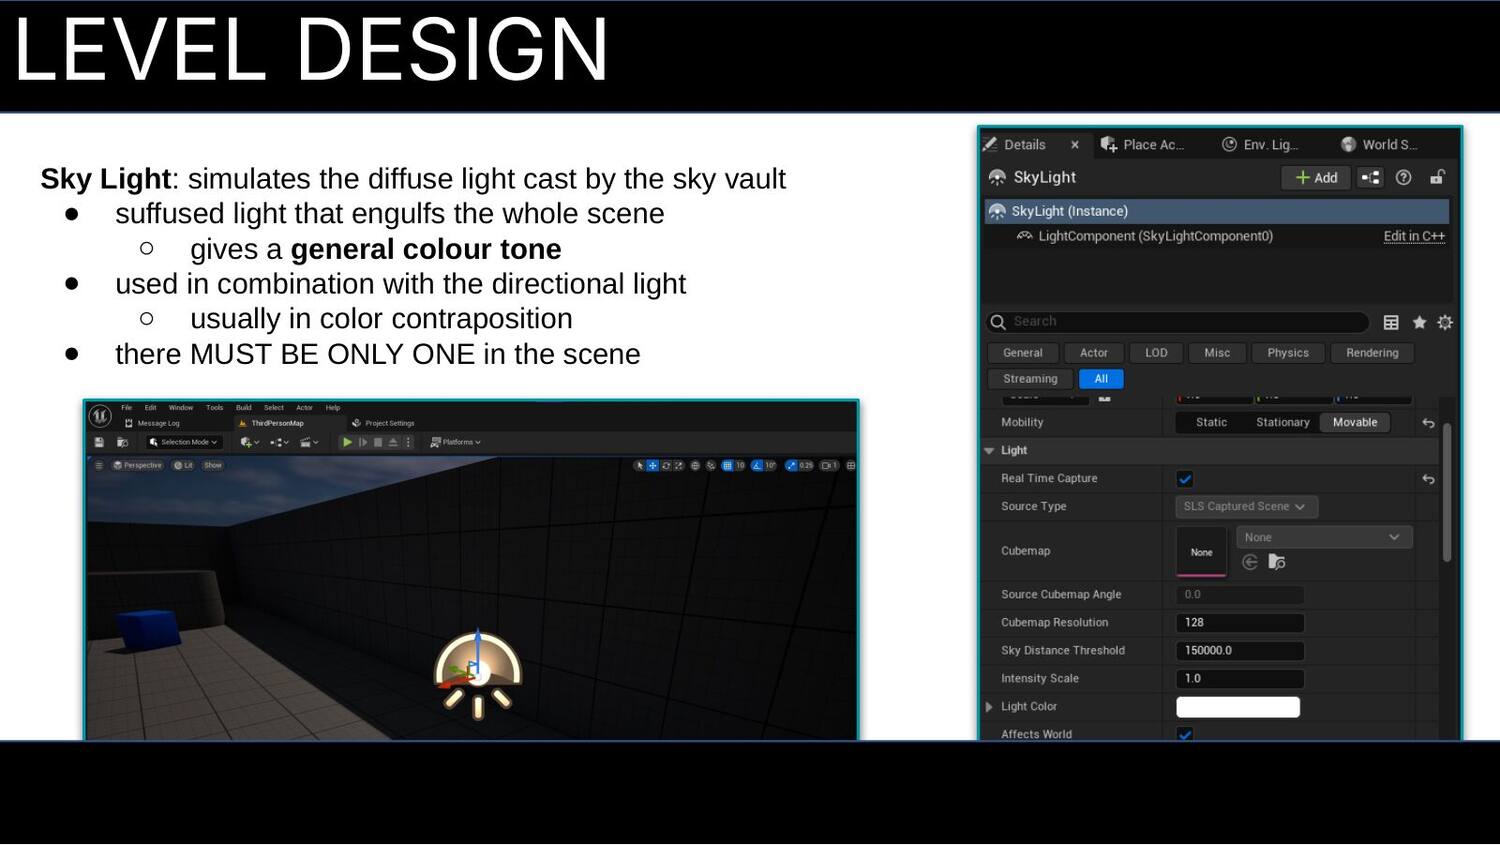 LEVEL DESIGN
Sky Light: simulates the diffuse light cast by the sky vault
● suffused light that engulfs the whole scene
○ gives a general colour tone
● used in combination with the directional light
○ usually in color contraposition
● there MUST BE ONLY ONE in the scene
File Edit Window Tools Build Select Actor Help
Message Log ThirdPersonMap Project Settings
Selection Mode Platforms
Perspective Lit Show 10 10° 0.25 1
Details × Place Ac... Env. Lig... World S...
SkyLight + Add
SkyLight (Instance)
LightComponent (SkyLightComponent0) Edit in C++
Search
General Actor LOD Misc Physics Rendering
Streaming All
Mobility Static Stationary Movable
Light
Real Time Capture
Source Type SLS Captured Scene
Cubemap None None
Source Cubemap Angle 0.0
Cubemap Resolution 128
Sky Distance Threshold 150000.0
Intensity Scale 1.0
Light Color
Affects World